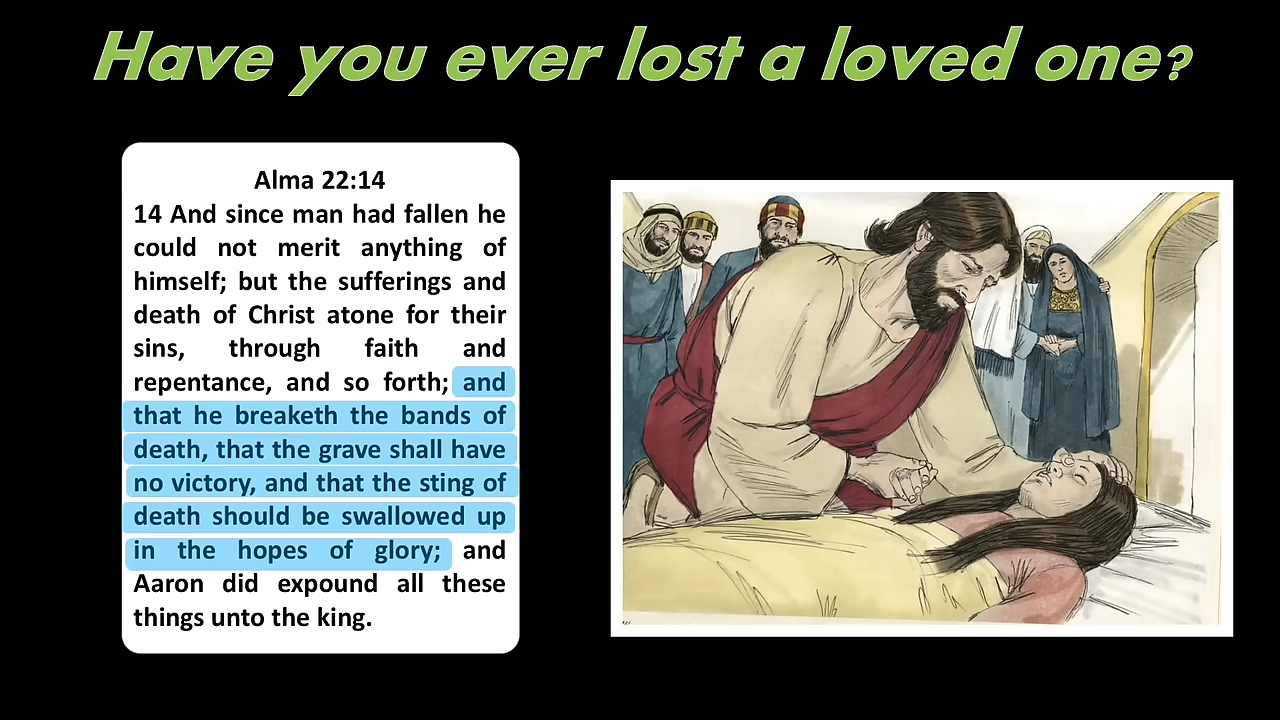 Have you ever lost a loved one?
Alma 22:14
14 And since man had fallen he
could not merit anything of
himself; but the sufferings and
death of Christ atone for their
sins, through faith and
repentance, and so forth; and
that he breaketh the bands of
death, that the grave shall have
no victory, and that the sting of
death should be swallowed up
in the hopes of glory; and
Aaron did expound all these
things unto the king.